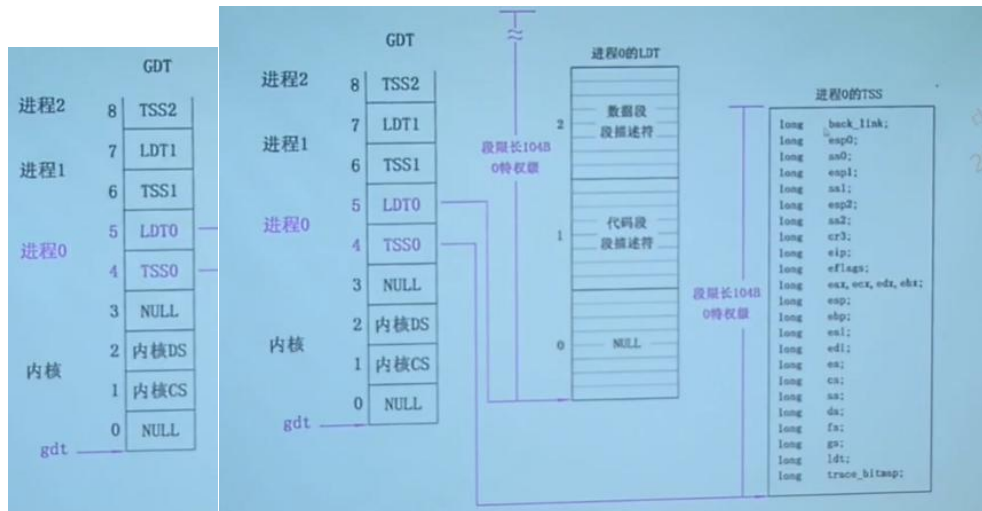 GDT
进程2
8 TSS2
7 LDT1
进程1
6 TSS1
5 LDT0
进程0
4 TSS0
3 NULL
2 内核DS
内核
1 内核CS
0 NULL
gdt
GDT
进程2
8 TSS2
7 LDT1
进程1
6 TSS1
5 LDT0
进程0
4 TSS0
3 NULL
2 内核DS
内核
1 内核CS
0 NULL
gdt
段限长104B
0特权级
进程0的LDT
数据段
2
段描述符
代码段
1
段描述符
0 NULL
段限长104B
0特权级
进程0的TSS
long back_link;
long esp0;
long ss0;
long esp1;
long ss1;
long esp2;
long ss2;
long cr3;
long eip;
long eflags;
long eax,ecx,edx,ebx;
long esp;
long ebp;
long esi;
long edi;
long es;
long cs;
long ss;
long ds;
long fs;
long gs;
long ldt;
long trace_bitmap;